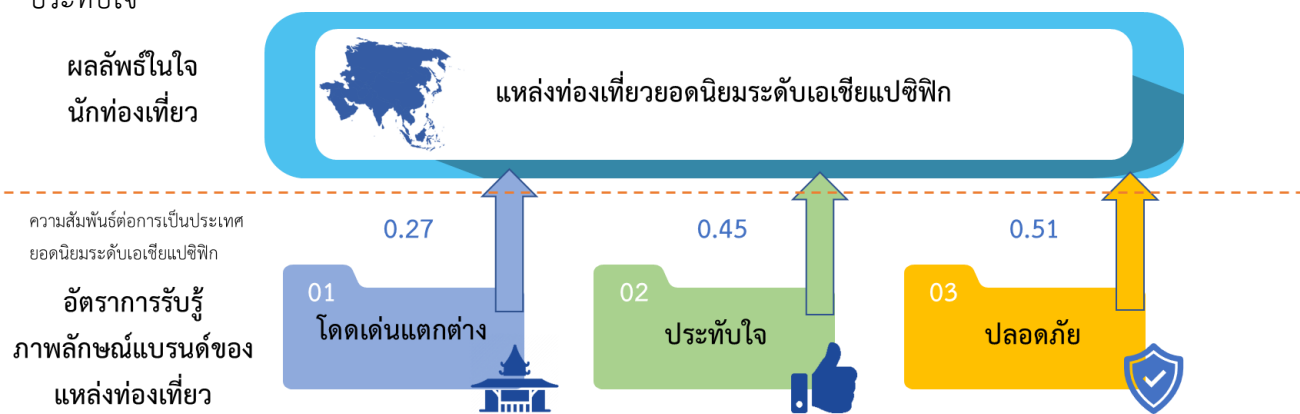 ประทับใจ
ผลลัพธ์ในใจ
นักท่องเที่ยว
แหล่งท่องเที่ยวยอดนิยมระดับเอเชียแปซิฟิก
ความสัมพันธ์ต่อการเป็นประเทศ
ยอดนิยมระดับเอเชียแปซิฟิก
0.27
0.45
0.51
อัตราการรับรู้
ภาพลักษณ์แบรนด์ของ
แหล่งท่องเที่ยว
01
โดดเด่นแตกต่าง
02
ประทับใจ
03
ปลอดภัย